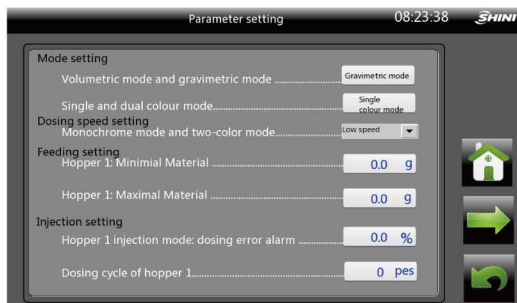 Parameter setting 08:23:38 SHINI
Mode setting
Volumetric mode and gravimetric mode ..................... Gravimetric mode
Single and dual colour mode..................................... Single colour mode
Dosing speed setting
Monochrome mode and two-color mode................ Low speed
Feeding setting
Hopper 1: Minimial Material ...................................... 0.0 g
Hopper 1: Maximal Material ...................................... 0.0 g
Injection setting
Hopper 1 injection mode: dosing error alarm ............ 0.0 %
Dosing cycle of hopper 1........................................... 0 pes